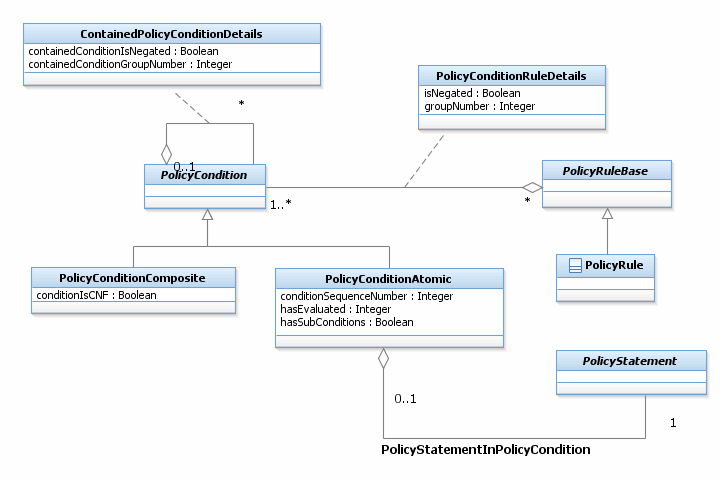 ContainedPolicyConditionDetails
containedConditionIsNegated : Boolean
containedConditionGroupNumber : Integer
PolicyConditionRuleDetails
isNegated : Boolean
groupNumber : Integer
*
0..1
PolicyCondition
1..*
PolicyRuleBase
*
PolicyConditionComposite
conditionIsCNF : Boolean
PolicyConditionAtomic
conditionSequenceNumber : Integer
hasEvaluated : Integer
hasSubConditions : Boolean
PolicyRule
PolicyStatement
0..1
1
PolicyStatementInPolicyCondition